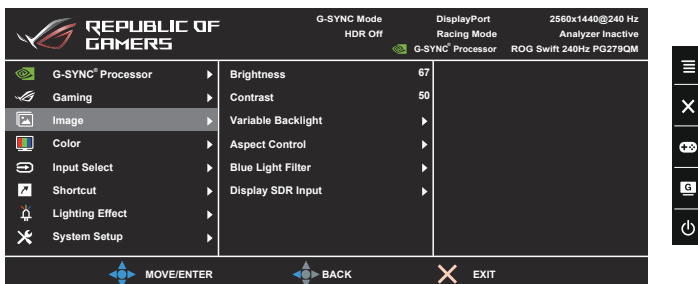 REPUBLIC OF
GAMERS
G-SYNC Mode
HDR Off
G-SYNC® Processor
DisplayPort
Racing Mode
2560x1440@240 Hz
Analyzer Inactive
ROG Swift 240Hz PG279QM
G-SYNC® Processor
Gaming
Image
Color
Input Select
Shortcut
Lighting Effect
System Setup
Brightness 67
Contrast 50
Variable Backlight
Aspect Control
Blue Light Filter
Display SDR Input
MOVE/ENTER BACK EXIT
G